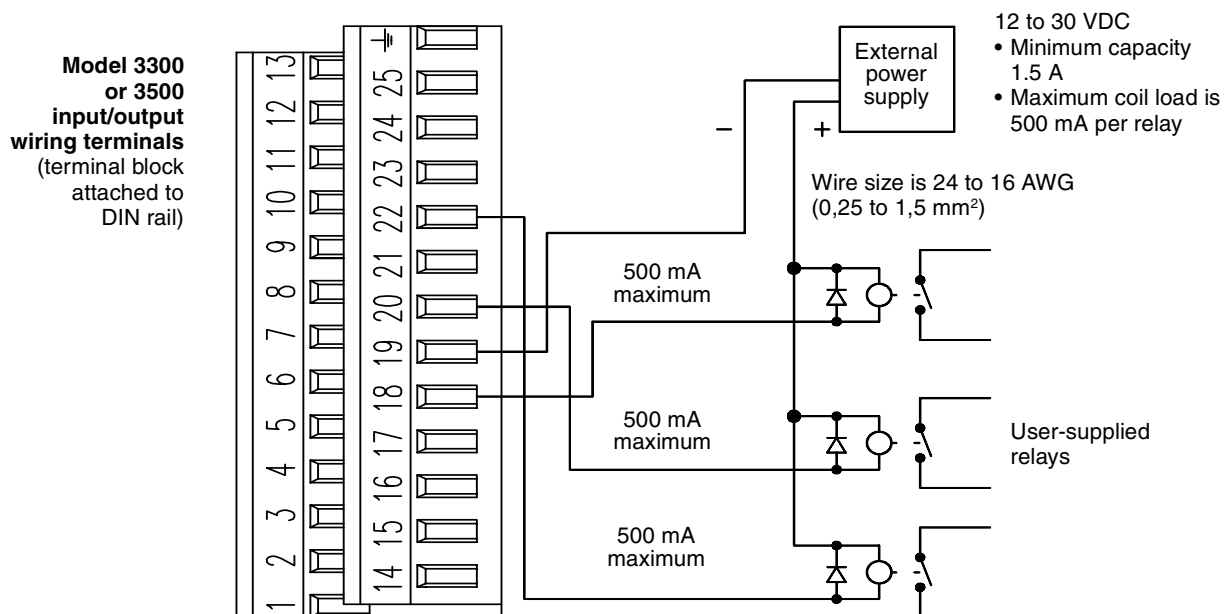 Model 3300
or 3500
input/output
wiring terminals
(terminal block
attached to
DIN rail)
13
12
11
10
9
8
7
6
5
4
3
2
1
25
24
23
22
21
20
19
18
17
16
15
14
External
power
supply
–
+
12 to 30 VDC
• Minimum capacity
1.5 A
• Maximum coil load is
500 mA per relay
Wire size is 24 to 16 AWG
(0,25 to 1,5 mm²)
500 mA
maximum
500 mA
maximum
500 mA
maximum
User-supplied
relays